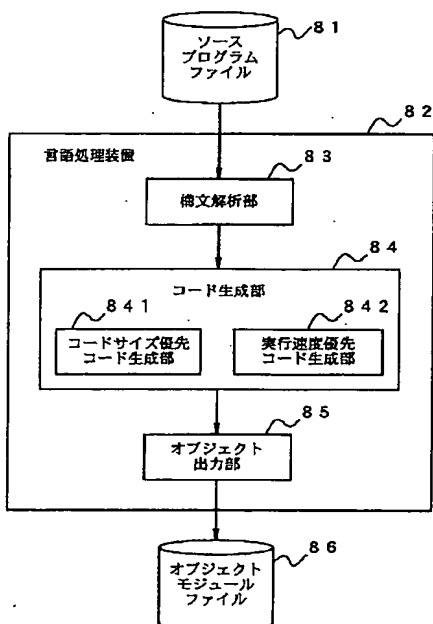 81
ソース
プログラム
ファイル
82
言語処理装置
83
構文解析部
84
コード生成部
841
842
コードサイズ優先
コード生成部
実行速度優先
コード生成部
85
オブジェクト
出力部
86
オブジェクト
モジュール
ファイル